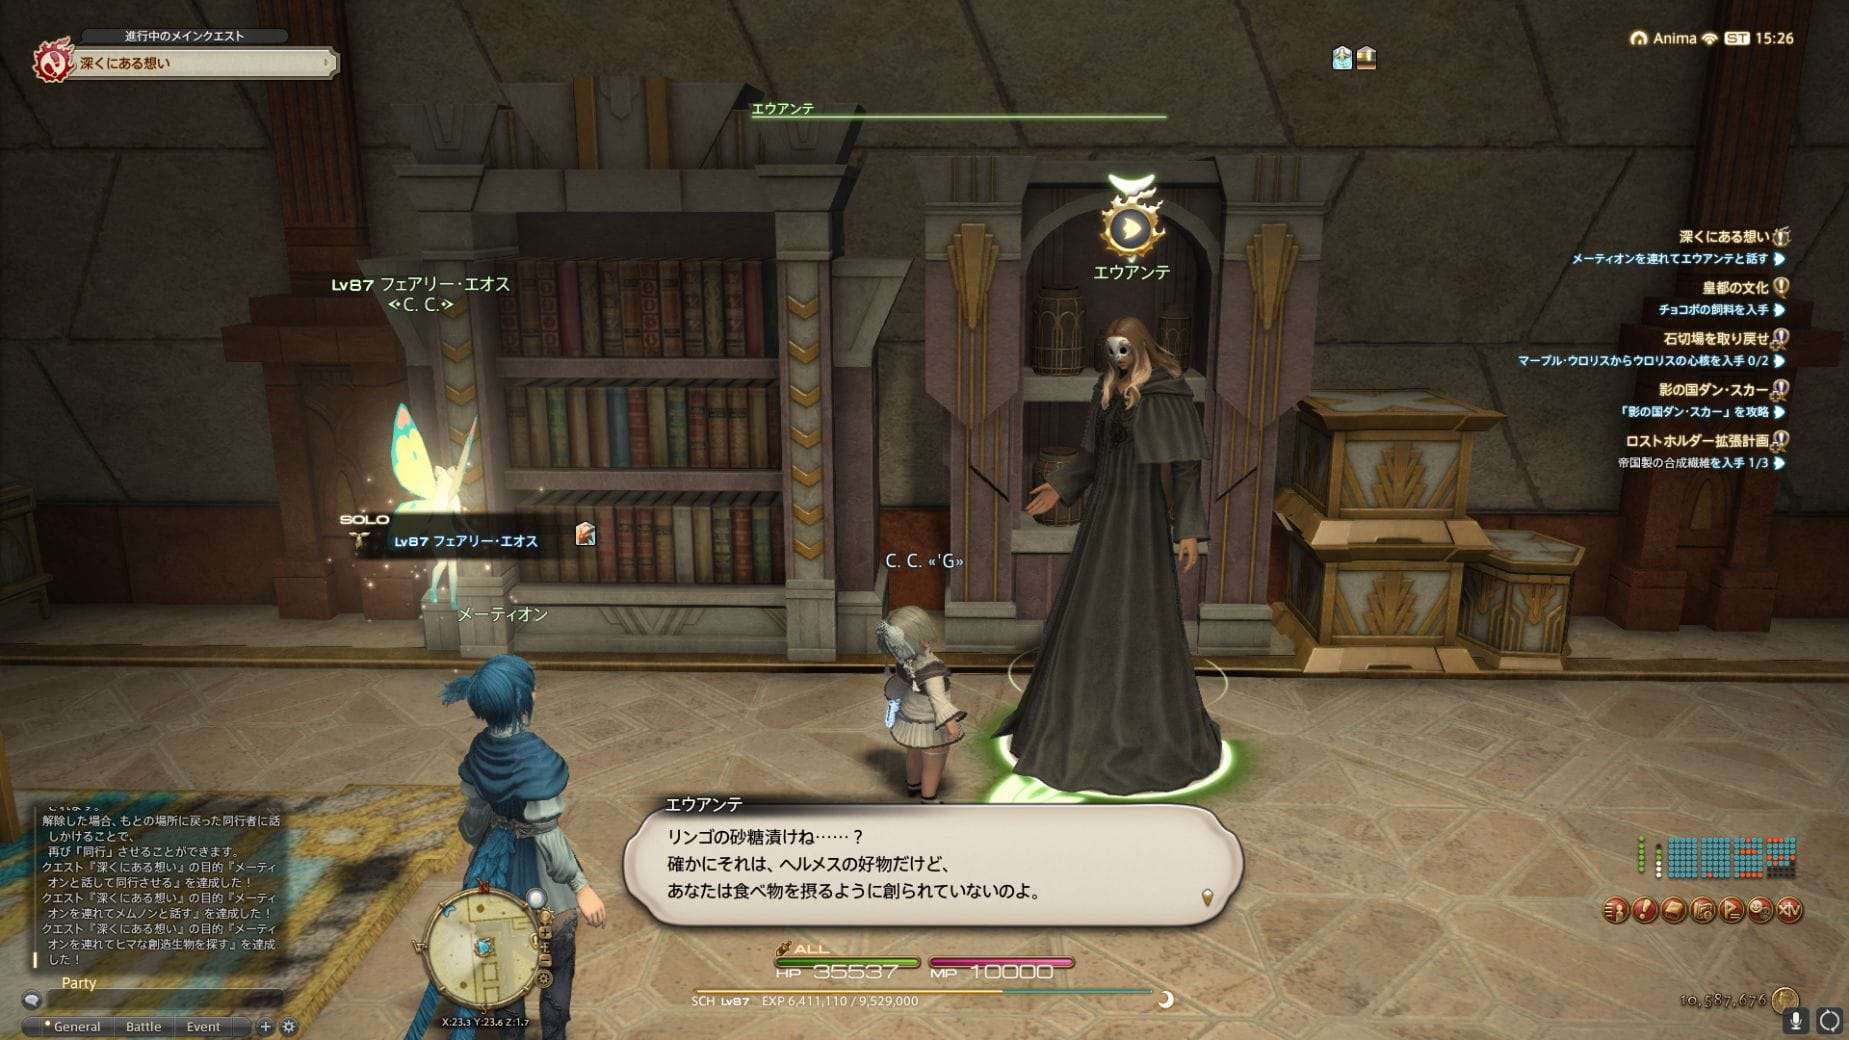 進行中のメインクエスト
深くにある想い
Anima ST 15:26
エウアンテ
エウアンテ
Lv87 フェアリー・エオス
«C. C.»
深くにある想い
メーティオンを連れてエウアンテと話す
皇都の文化
チョコボの飼料を入手
石切場を取り戻せ
マーブル・ウロリスからウロリスの心核を入手 0/2
影の国ダン・スカー
「影の国ダン・スカー」を攻略
ロストホルダー拡張計画
帝国製の合成繊維を入手 1/3
SOLO
Lv87 フェアリー・エオス
C. C. «'G»
メーティオン
エウアンテ
リンゴの砂糖漬けね……？
確かにそれは、ヘルメスの好物だけど、
あなたは食べ物を摂るように創られていないのよ。
解除した場合、もとの場所に戻った同行者に話
しかけることで、
再び「同行」させることができます。
クエスト『深くにある想い』の目的『メーティ
オンと話して同行させる』を達成した！
クエスト『深くにある想い』の目的『メーティ
オンを連れてメムノンと話す』を達成した！
クエスト『深くにある想い』の目的『メーティ
オンを連れてヒマな創造生物を探す』を達成
した！
Party
General Battle Event
X:23.3 Y:23.6 Z:1.7
ALL
HP 35537 MP 10000
SCH Lv87 EXP 6,411,110 / 9,529,000
XIV
10,587,676